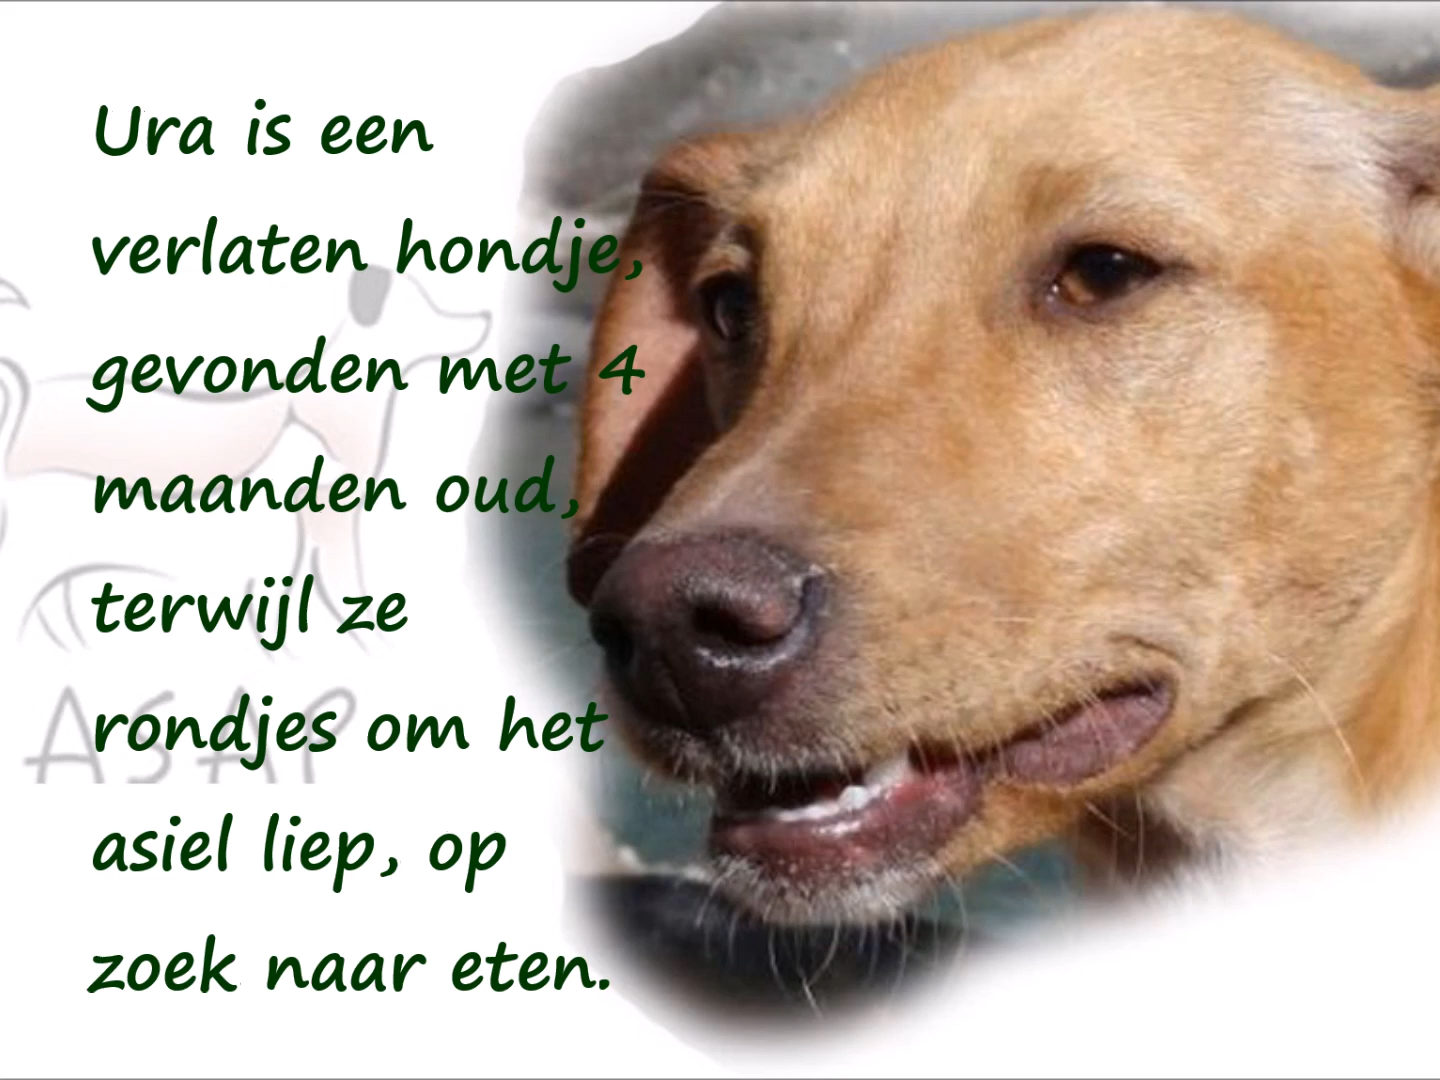 Ura is een
verlaten hondje,
gevonden met 4
maanden oud,
terwijl ze
rondjes om het
asiel liep, op
zoek naar eten.
ASAP